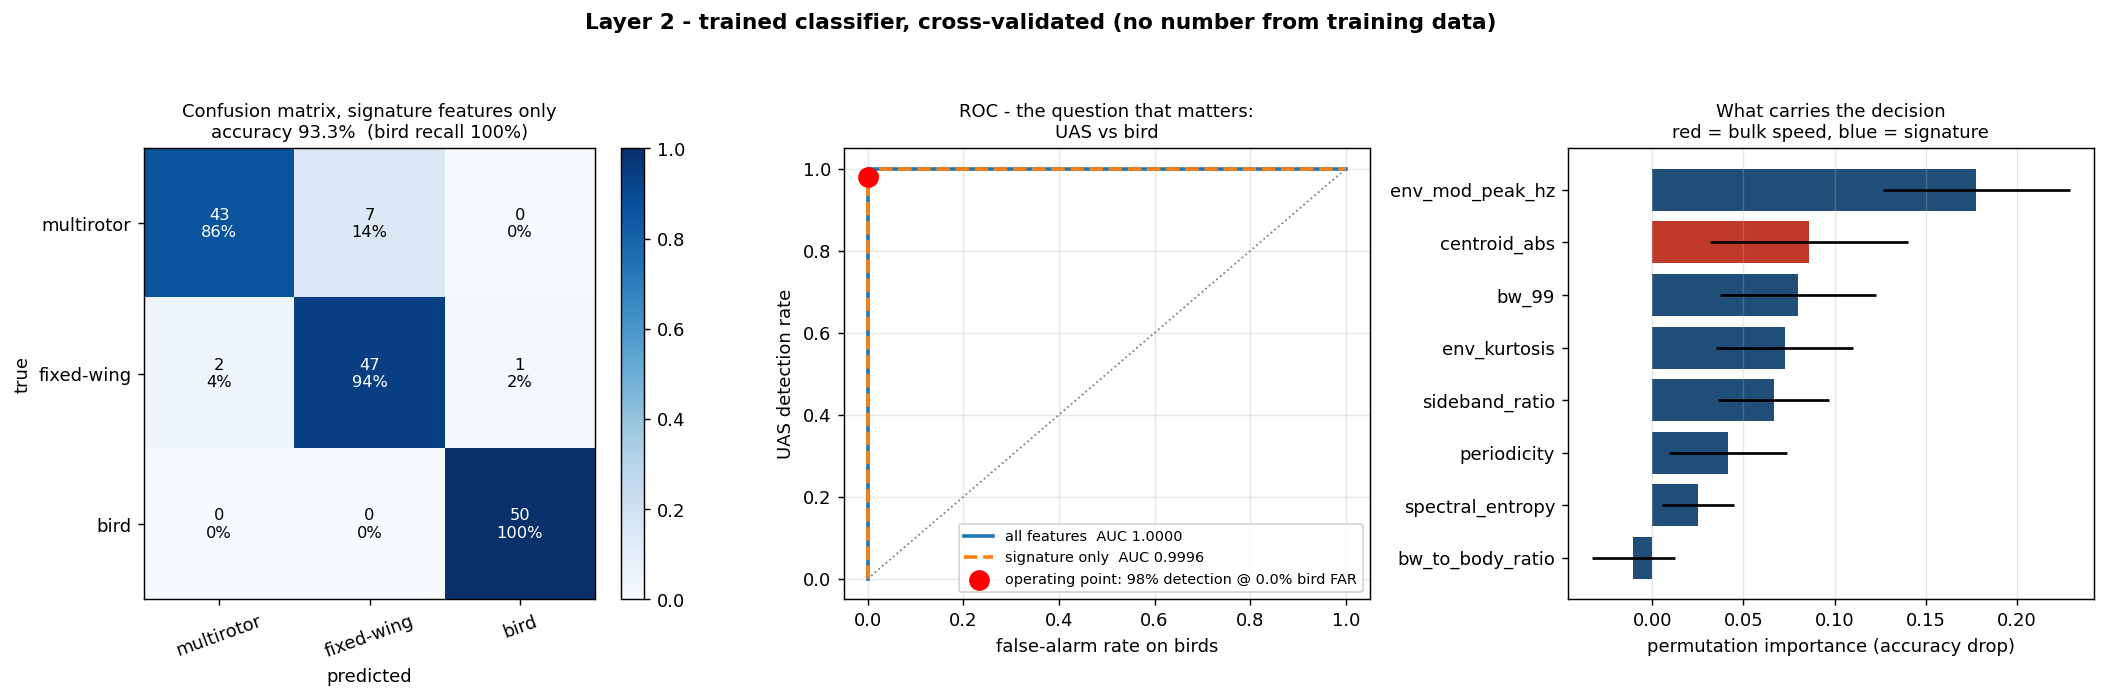 Layer 2 - trained classifier, cross-validated (no number from training data)
Confusion matrix, signature features only
accuracy 93.3%  (bird recall 100%)
true
multirotor
fixed-wing
bird
43
86%
7
14%
0
0%
2
4%
47
94%
1
2%
0
0%
0
0%
50
100%
multirotor
fixed-wing
bird
predicted
1.0
0.8
0.6
0.4
0.2
0.0
ROC - the question that matters:
UAS vs bird
UAS detection rate
1.0
0.8
0.6
0.4
0.2
0.0
all features  AUC 1.0000
signature only  AUC 0.9996
operating point: 98% detection @ 0.0% bird FAR
0.0 0.2 0.4 0.6 0.8 1.0
false-alarm rate on birds
What carries the decision
red = bulk speed, blue = signature
env_mod_peak_hz
centroid_abs
bw_99
env_kurtosis
sideband_ratio
periodicity
spectral_entropy
bw_to_body_ratio
0.00 0.05 0.10 0.15 0.20
permutation importance (accuracy drop)